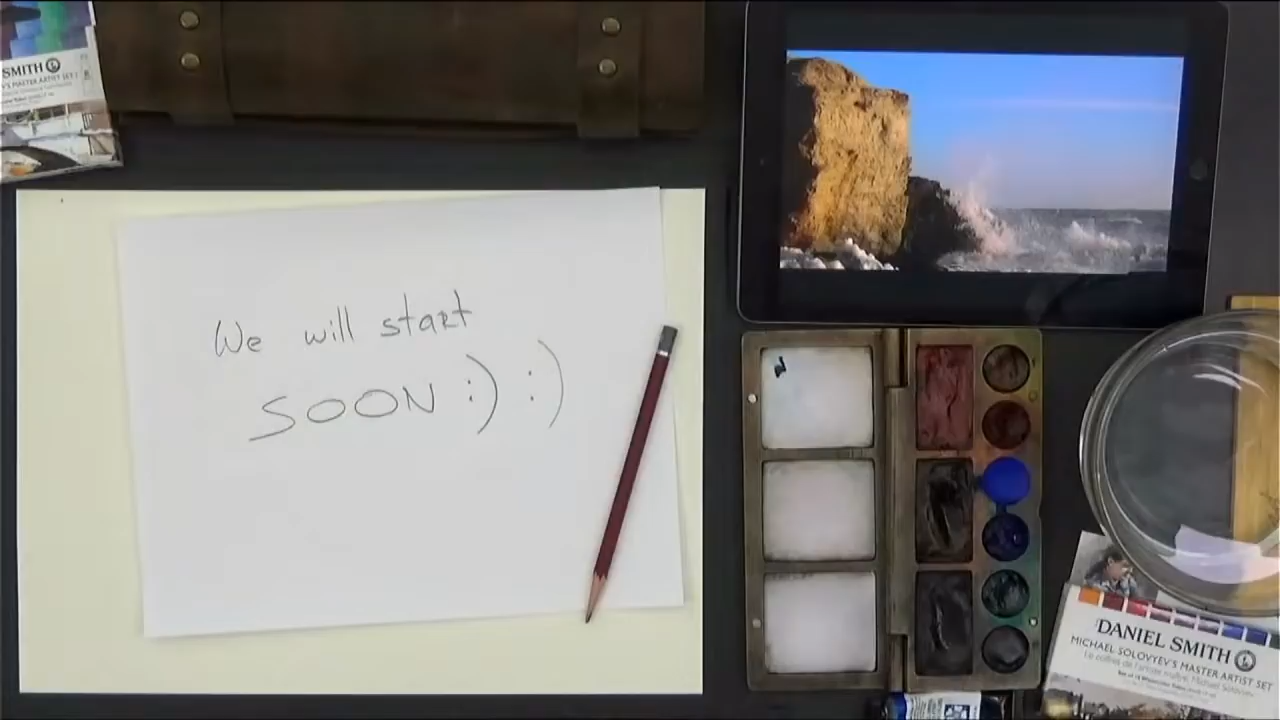 SMITH
We will start
SOON :) :)
DANIEL SMITH
MICHAEL SOLOVYEV'S MASTER ARTIST SET